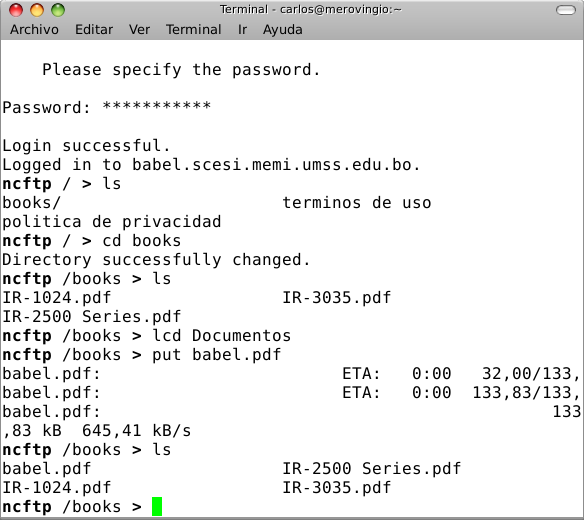 Terminal - carlos@merovingio:~
Archivo Editar Ver Terminal Ir Ayuda
Please specify the password.
Password: ***********
Login successful.
Logged in to babel.scesi.memi.umss.edu.bo.
ncftp / > ls
books/ terminos de uso
politica de privacidad
ncftp / > cd books
Directory successfully changed.
ncftp /books > ls
IR-1024.pdf IR-3035.pdf
IR-2500 Series.pdf
ncftp /books > lcd Documentos
ncftp /books > put babel.pdf
babel.pdf: ETA: 0:00 32,00/133,
babel.pdf: ETA: 0:00 133,83/133,
babel.pdf: 133
,83 kB 645,41 kB/s
ncftp /books > ls
babel.pdf IR-2500 Series.pdf
IR-1024.pdf IR-3035.pdf
ncftp /books >